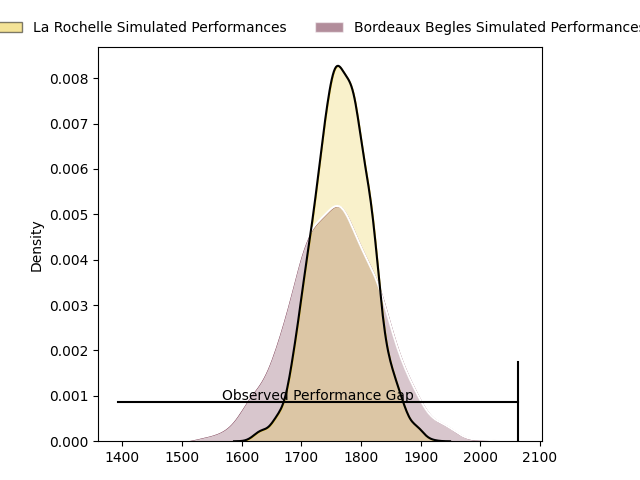 La Rochelle Simulated Performances
Bordeaux Begles Simulated Performances
0.008
0.007
0.006
0.005
0.004
0.003
0.002
0.001
0.000
Density
Observed Performance Gap
1400 1500 1600 1700 1800 1900 2000 2100